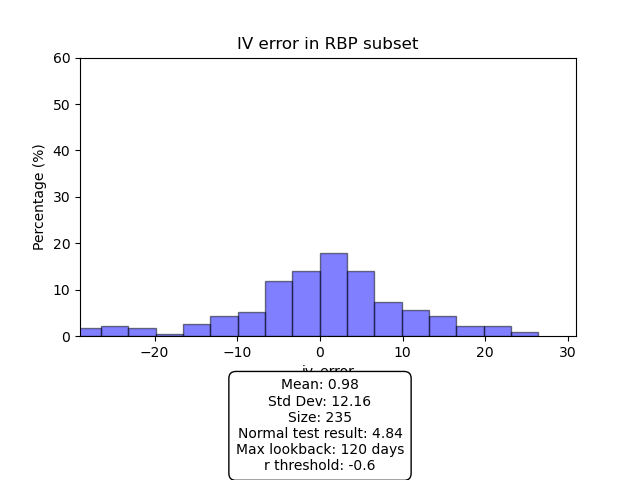 IV error in RBP subset
Percentage (%)
60
50
40
30
20
10
0
−20
−10
0
10
20
30
iv_error
Mean: 0.98
Std Dev: 12.16
Size: 235
Normal test result: 4.84
Max lookback: 120 days
r threshold: -0.6